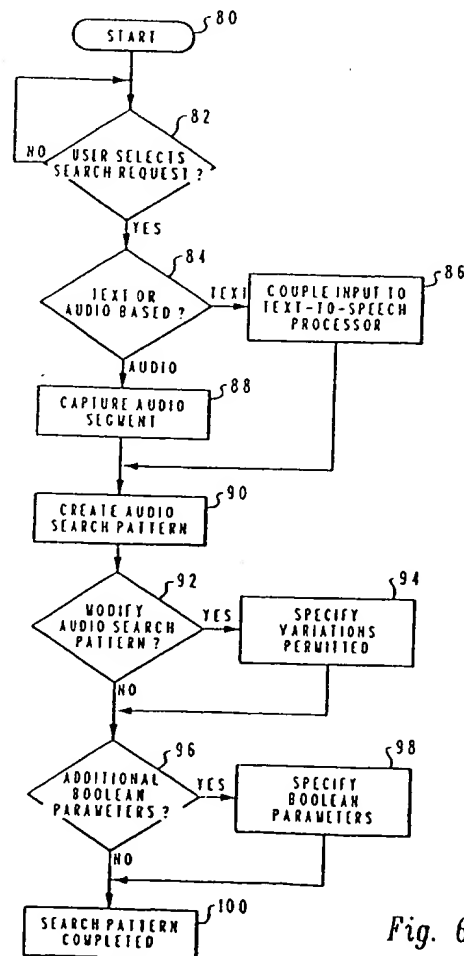 80
START
82
NO
USER SELECTS
SEARCH REQUEST ?
YES
84
TEXT OR
AUDIO BASED ?
TEXT
86
COUPLE INPUT TO
TEXT-TO-SPEECH
PROCESSOR
AUDIO
88
CAPTURE AUDIO
SEGMENT
90
CREATE AUDIO
SEARCH PATTERN
92
MODIFY
AUDIO SEARCH
PATTERN ?
YES
94
SPECIFY
VARIATIONS
PERMITTED
NO
96
ADDITIONAL
BOOLEAN
PARAMETERS ?
YES
98
SPECIFY
BOOLEAN
PARAMETERS
NO
100
SEARCH PATTERN
COMPLETED
Fig. 6